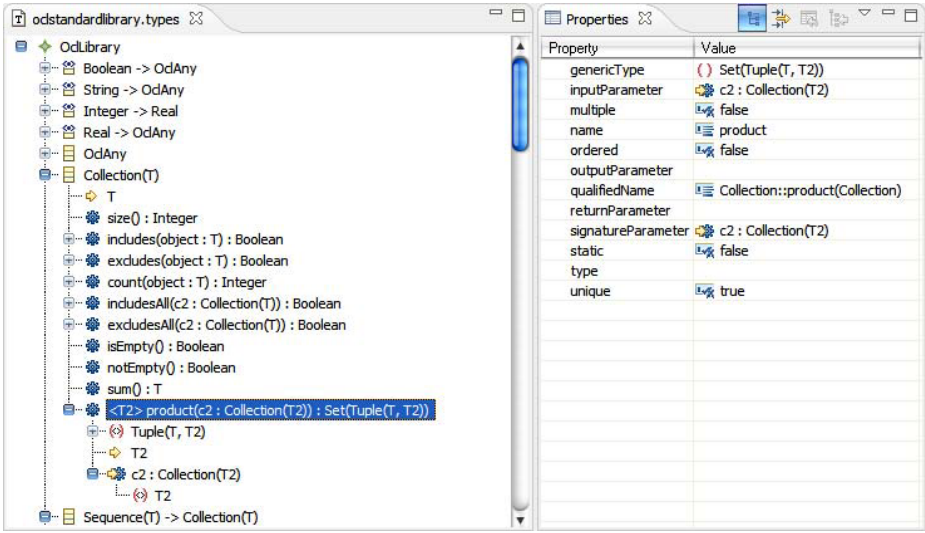 oclstandardlibrary.types
OclLibrary
Boolean -> OclAny
String -> OclAny
Integer -> Real
Real -> OclAny
OclAny
Collection(T)
T
size() : Integer
includes(object : T) : Boolean
excludes(object : T) : Boolean
count(object : T) : Integer
includesAll(c2 : Collection(T)) : Boolean
excludesAll(c2 : Collection(T)) : Boolean
isEmpty() : Boolean
notEmpty() : Boolean
sum() : T
<T2> product(c2 : Collection(T2)) : Set(Tuple(T, T2))
Tuple(T, T2)
T2
c2 : Collection(T2)
T2
Sequence(T) -> Collection(T)
Properties
Property Value
genericType Set(Tuple(T, T2))
inputParameter c2 : Collection(T2)
multiple false
name product
ordered false
outputParameter
qualifiedName Collection::product(Collection)
returnParameter
signatureParameter c2 : Collection(T2)
static false
type
unique true